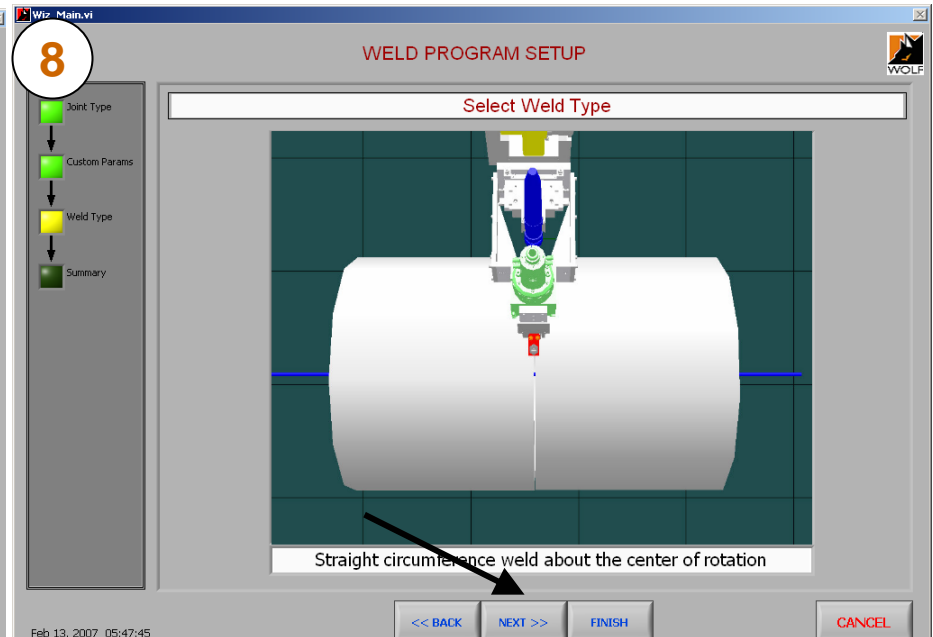 Wiz_Main.vi
8
WELD PROGRAM SETUP
WOLF
Joint Type
Custom Params
Weld Type
Summary
Select Weld Type
Straight circumference weld about the center of rotation
<< BACK
NEXT >>
FINISH
CANCEL
Feb 13, 2007 05:47:45